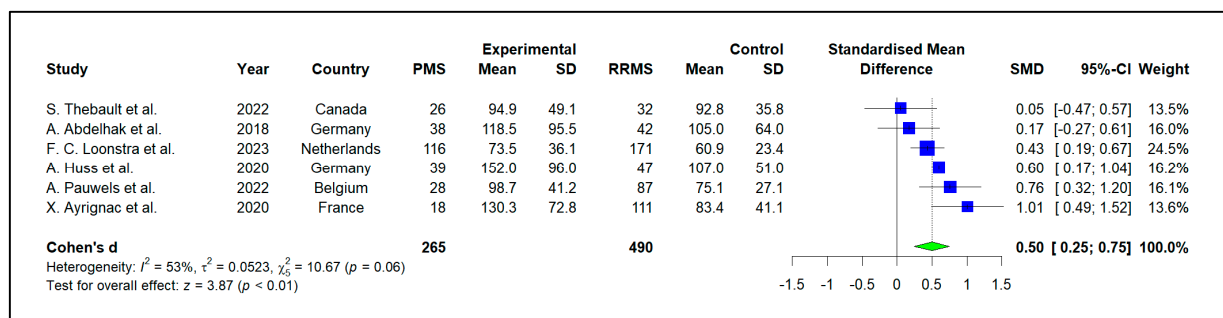 Experimental Control Standardised Mean
Study Year Country PMS Mean SD RRMS Mean SD Difference SMD 95%-CI Weight
S. Thebault et al. 2022 Canada 26 94.9 49.1 32 92.8 35.8 0.05 [-0.47; 0.57] 13.5%
A. Abdelhak et al. 2018 Germany 38 118.5 95.5 42 105.0 64.0 0.17 [-0.27; 0.61] 16.0%
F. C. Loonstra et al. 2023 Netherlands 116 73.5 36.1 171 60.9 23.4 0.43 [ 0.19; 0.67] 24.5%
A. Huss et al. 2020 Germany 39 152.0 96.0 47 107.0 51.0 0.60 [ 0.17; 1.04] 16.2%
A. Pauwels et al. 2022 Belgium 28 98.7 41.2 87 75.1 27.1 0.76 [ 0.32; 1.20] 16.1%
X. Ayrignac et al. 2020 France 18 130.3 72.8 111 83.4 41.1 1.01 [ 0.49; 1.52] 13.6%
Cohen's d 265 490 0.50 [ 0.25; 0.75] 100.0%
Heterogeneity: I² = 53%, τ² = 0.0523, χ²₅ = 10.67 (p = 0.06)
Test for overall effect: z = 3.87 (p < 0.01)
-1.5 -1 -0.5 0 0.5 1 1.5